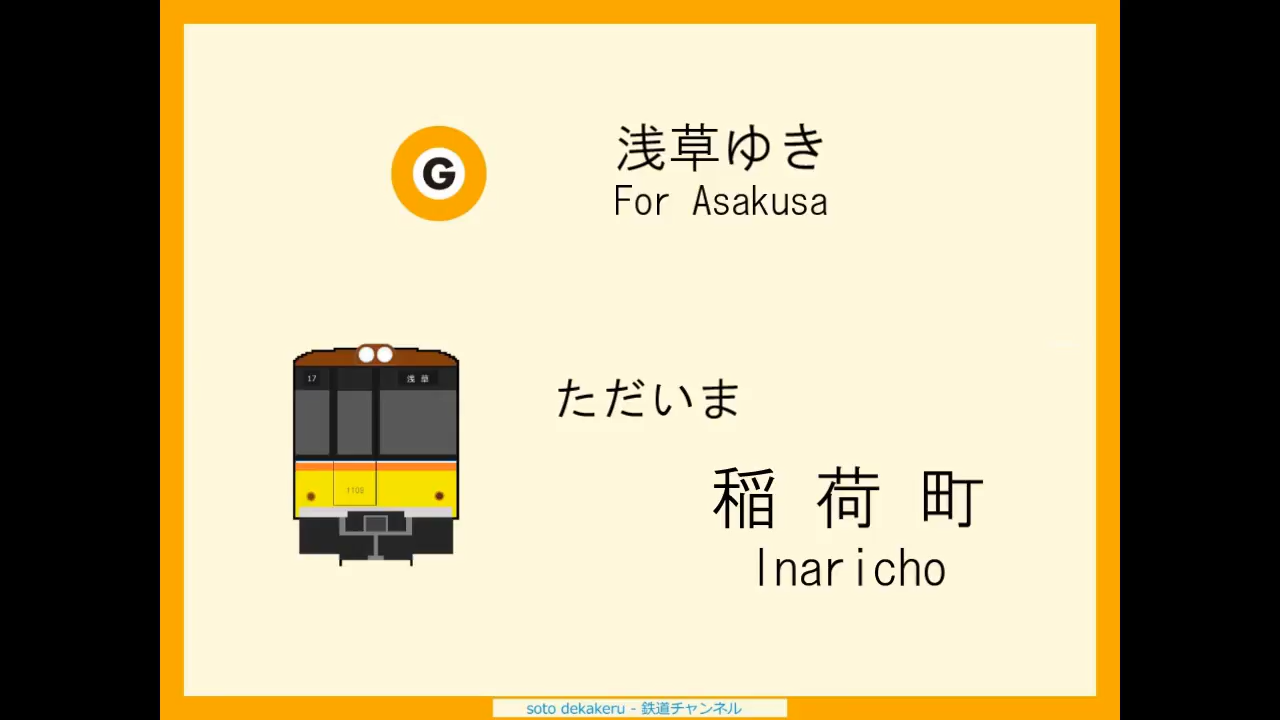 G
浅草ゆき
For Asakusa
17
浅草
ただいま
1105
稲荷町
Inaricho
soto dekakeru - 鉄道チャンネル